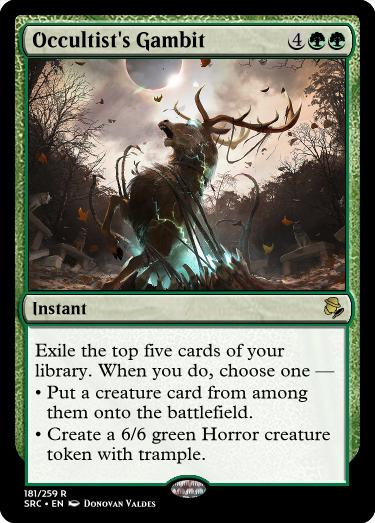 Occultist's Gambit 4
Instant
Exile the top five cards of your
library. When you do, choose one —
• Put a creature card from among
them onto the battlefield.
• Create a 6/6 green Horror creature
token with trample.
181/259 R
SRC • EN Donovan Valdes